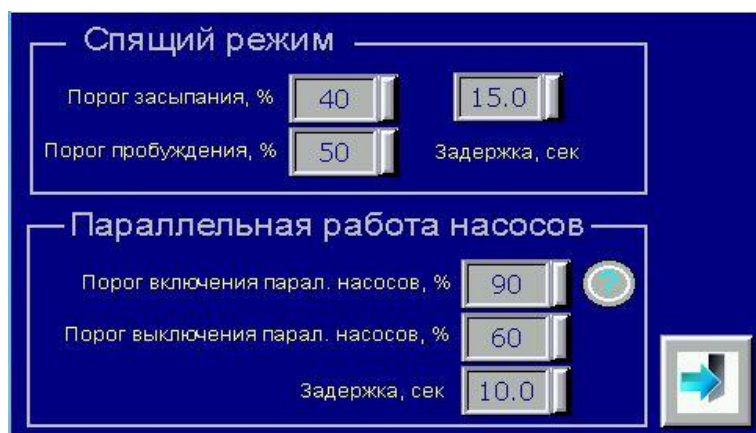 Спящий режим
Порог засыпания, % 40 15.0
Порог пробуждения, % 50 Задержка, сек
Параллельная работа насосов
Порог включения парал. насосов, % 90 ?
Порог выключения парал. насосов, % 60
Задержка, сек 10.0